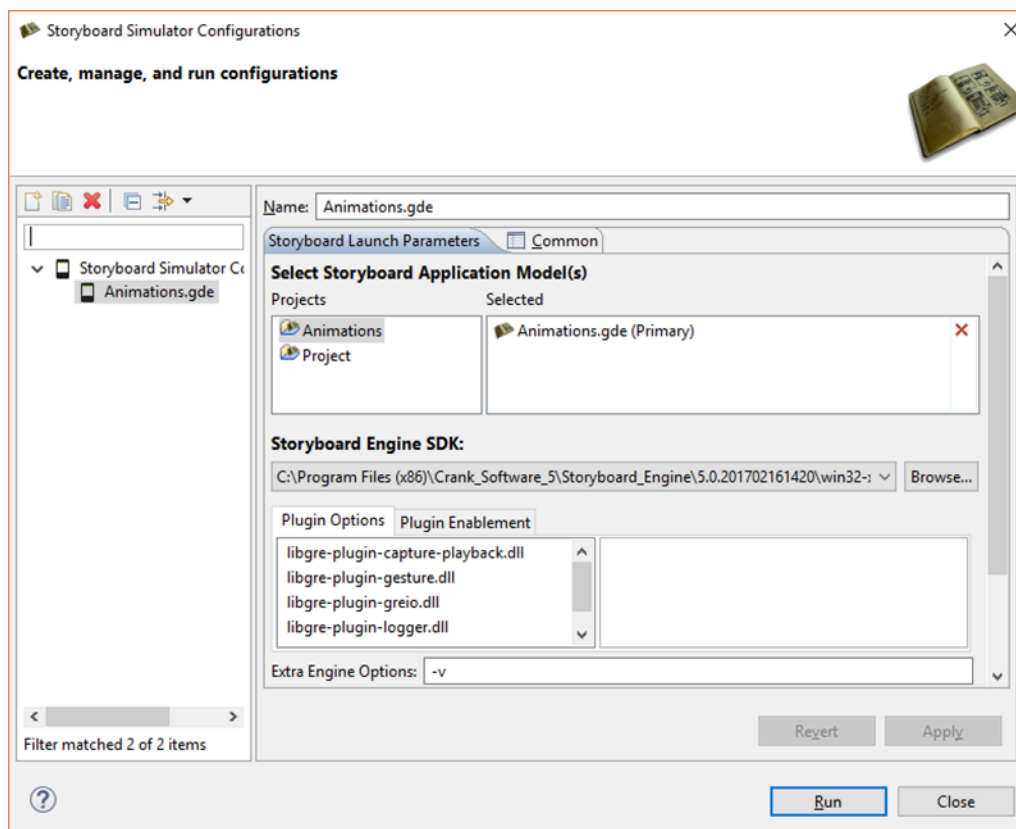 Storyboard Simulator Configurations
Create, manage, and run configurations
Name: Animations.gde
Storyboard Launch Parameters Common
Storyboard Simulator
Animations.gde
Select Storyboard Application Model(s)
Projects Selected
Animations Animations.gde (Primary)
Project
Storyboard Engine SDK:
C:\Program Files (x86)\Crank_Software_5\Storyboard_Engine\5.0.201702161420\win32- Browse...
Plugin Options Plugin Enablement
libgre-plugin-capture-playback.dll
libgre-plugin-gesture.dll
libgre-plugin-greio.dll
libgre-plugin-logger.dll
Extra Engine Options: -v
Filter matched 2 of 2 items
Revert Apply
Run Close